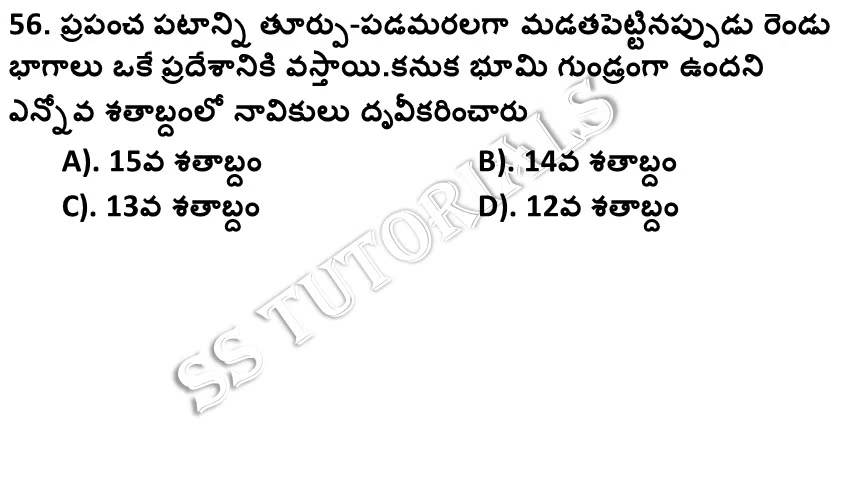 56. ప్రపంచ పటాన్ని తూర్పు-పడమరలగా మడతపెట్టినప్పుడు రెండు
భాగాలు ఒకే ప్రదేశానికి వస్తాయి.కనుక భూమి గుండ్రంగా ఉందని
ఎన్నోవ శతాబ్దంలో నావికులు దృవీకరించారు
A). 15వ శతాబ్దం B). 14వ శతాబ్దం
C). 13వ శతాబ్దం D). 12వ శతాబ్దం
SS TUTORIALS